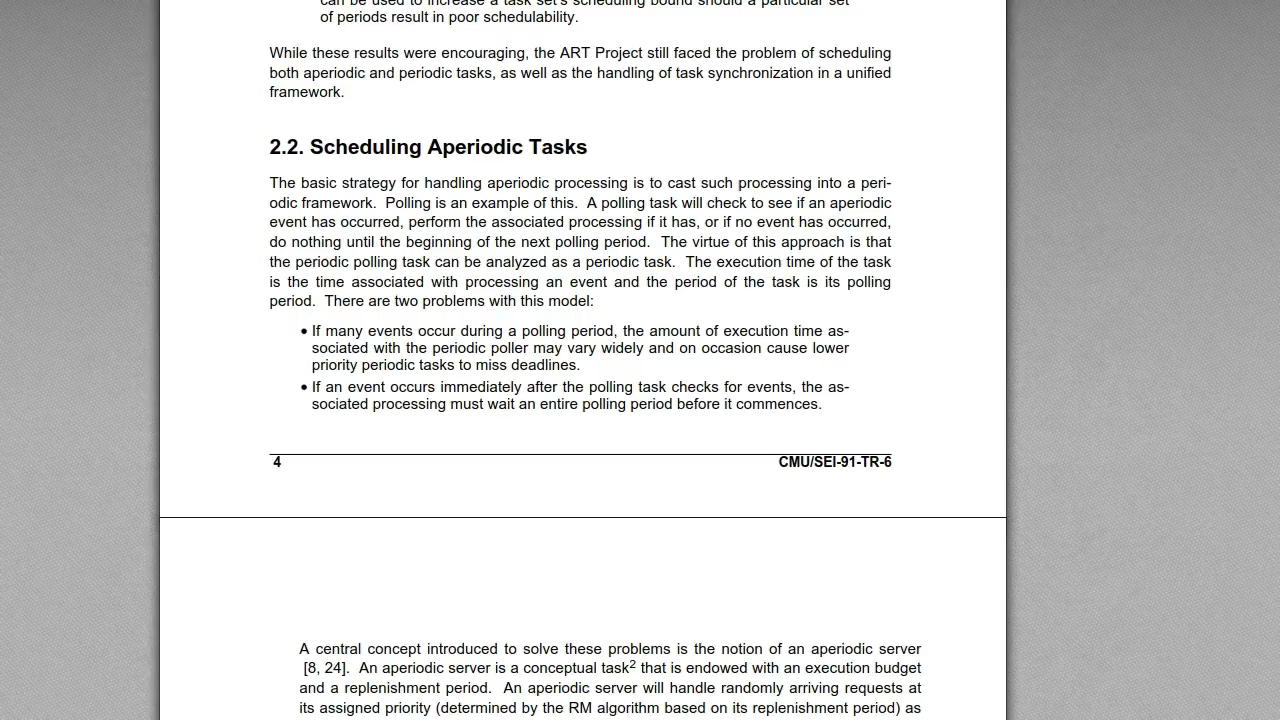 can be used to increase a task set's scheduling bound should a particular set
of periods result in poor schedulability.
While these results were encouraging, the ART Project still faced the problem of scheduling
both aperiodic and periodic tasks, as well as the handling of task synchronization in a unified
framework.
2.2. Scheduling Aperiodic Tasks
The basic strategy for handling aperiodic processing is to cast such processing into a peri-
odic framework. Polling is an example of this. A polling task will check to see if an aperiodic
event has occurred, perform the associated processing if it has, or if no event has occurred,
do nothing until the beginning of the next polling period. The virtue of this approach is that
the periodic polling task can be analyzed as a periodic task. The execution time of the task
is the time associated with processing an event and the period of the task is its polling
period. There are two problems with this model:
• If many events occur during a polling period, the amount of execution time as-
sociated with the periodic poller may vary widely and on occasion cause lower
priority periodic tasks to miss deadlines.
• If an event occurs immediately after the polling task checks for events, the as-
sociated processing must wait an entire polling period before it commences.
4 CMU/SEI-91-TR-6
A central concept introduced to solve these problems is the notion of an aperiodic server
[8, 24]. An aperiodic server is a conceptual task² that is endowed with an execution budget
and a replenishment period. An aperiodic server will handle randomly arriving requests at
its assigned priority (determined by the RM algorithm based on its replenishment period) as